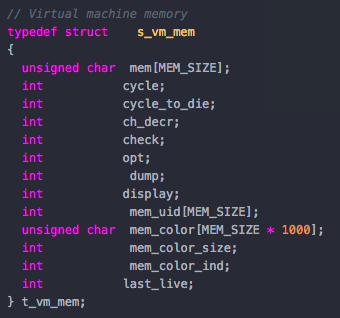 // Virtual machine memory
typedef struct    s_vm_mem
{
  unsigned char  mem[MEM_SIZE];
  int           cycle;
  int           cycle_to_die;
  int           ch_decr;
  int           check;
  int           opt;
  int            dump;
  int           display;
  int            mem_uid[MEM_SIZE];
  unsigned char  mem_color[MEM_SIZE * 1000];
  int            mem_color_size;
  int            mem_color_ind;
  int           last_live;
} t_vm_mem;